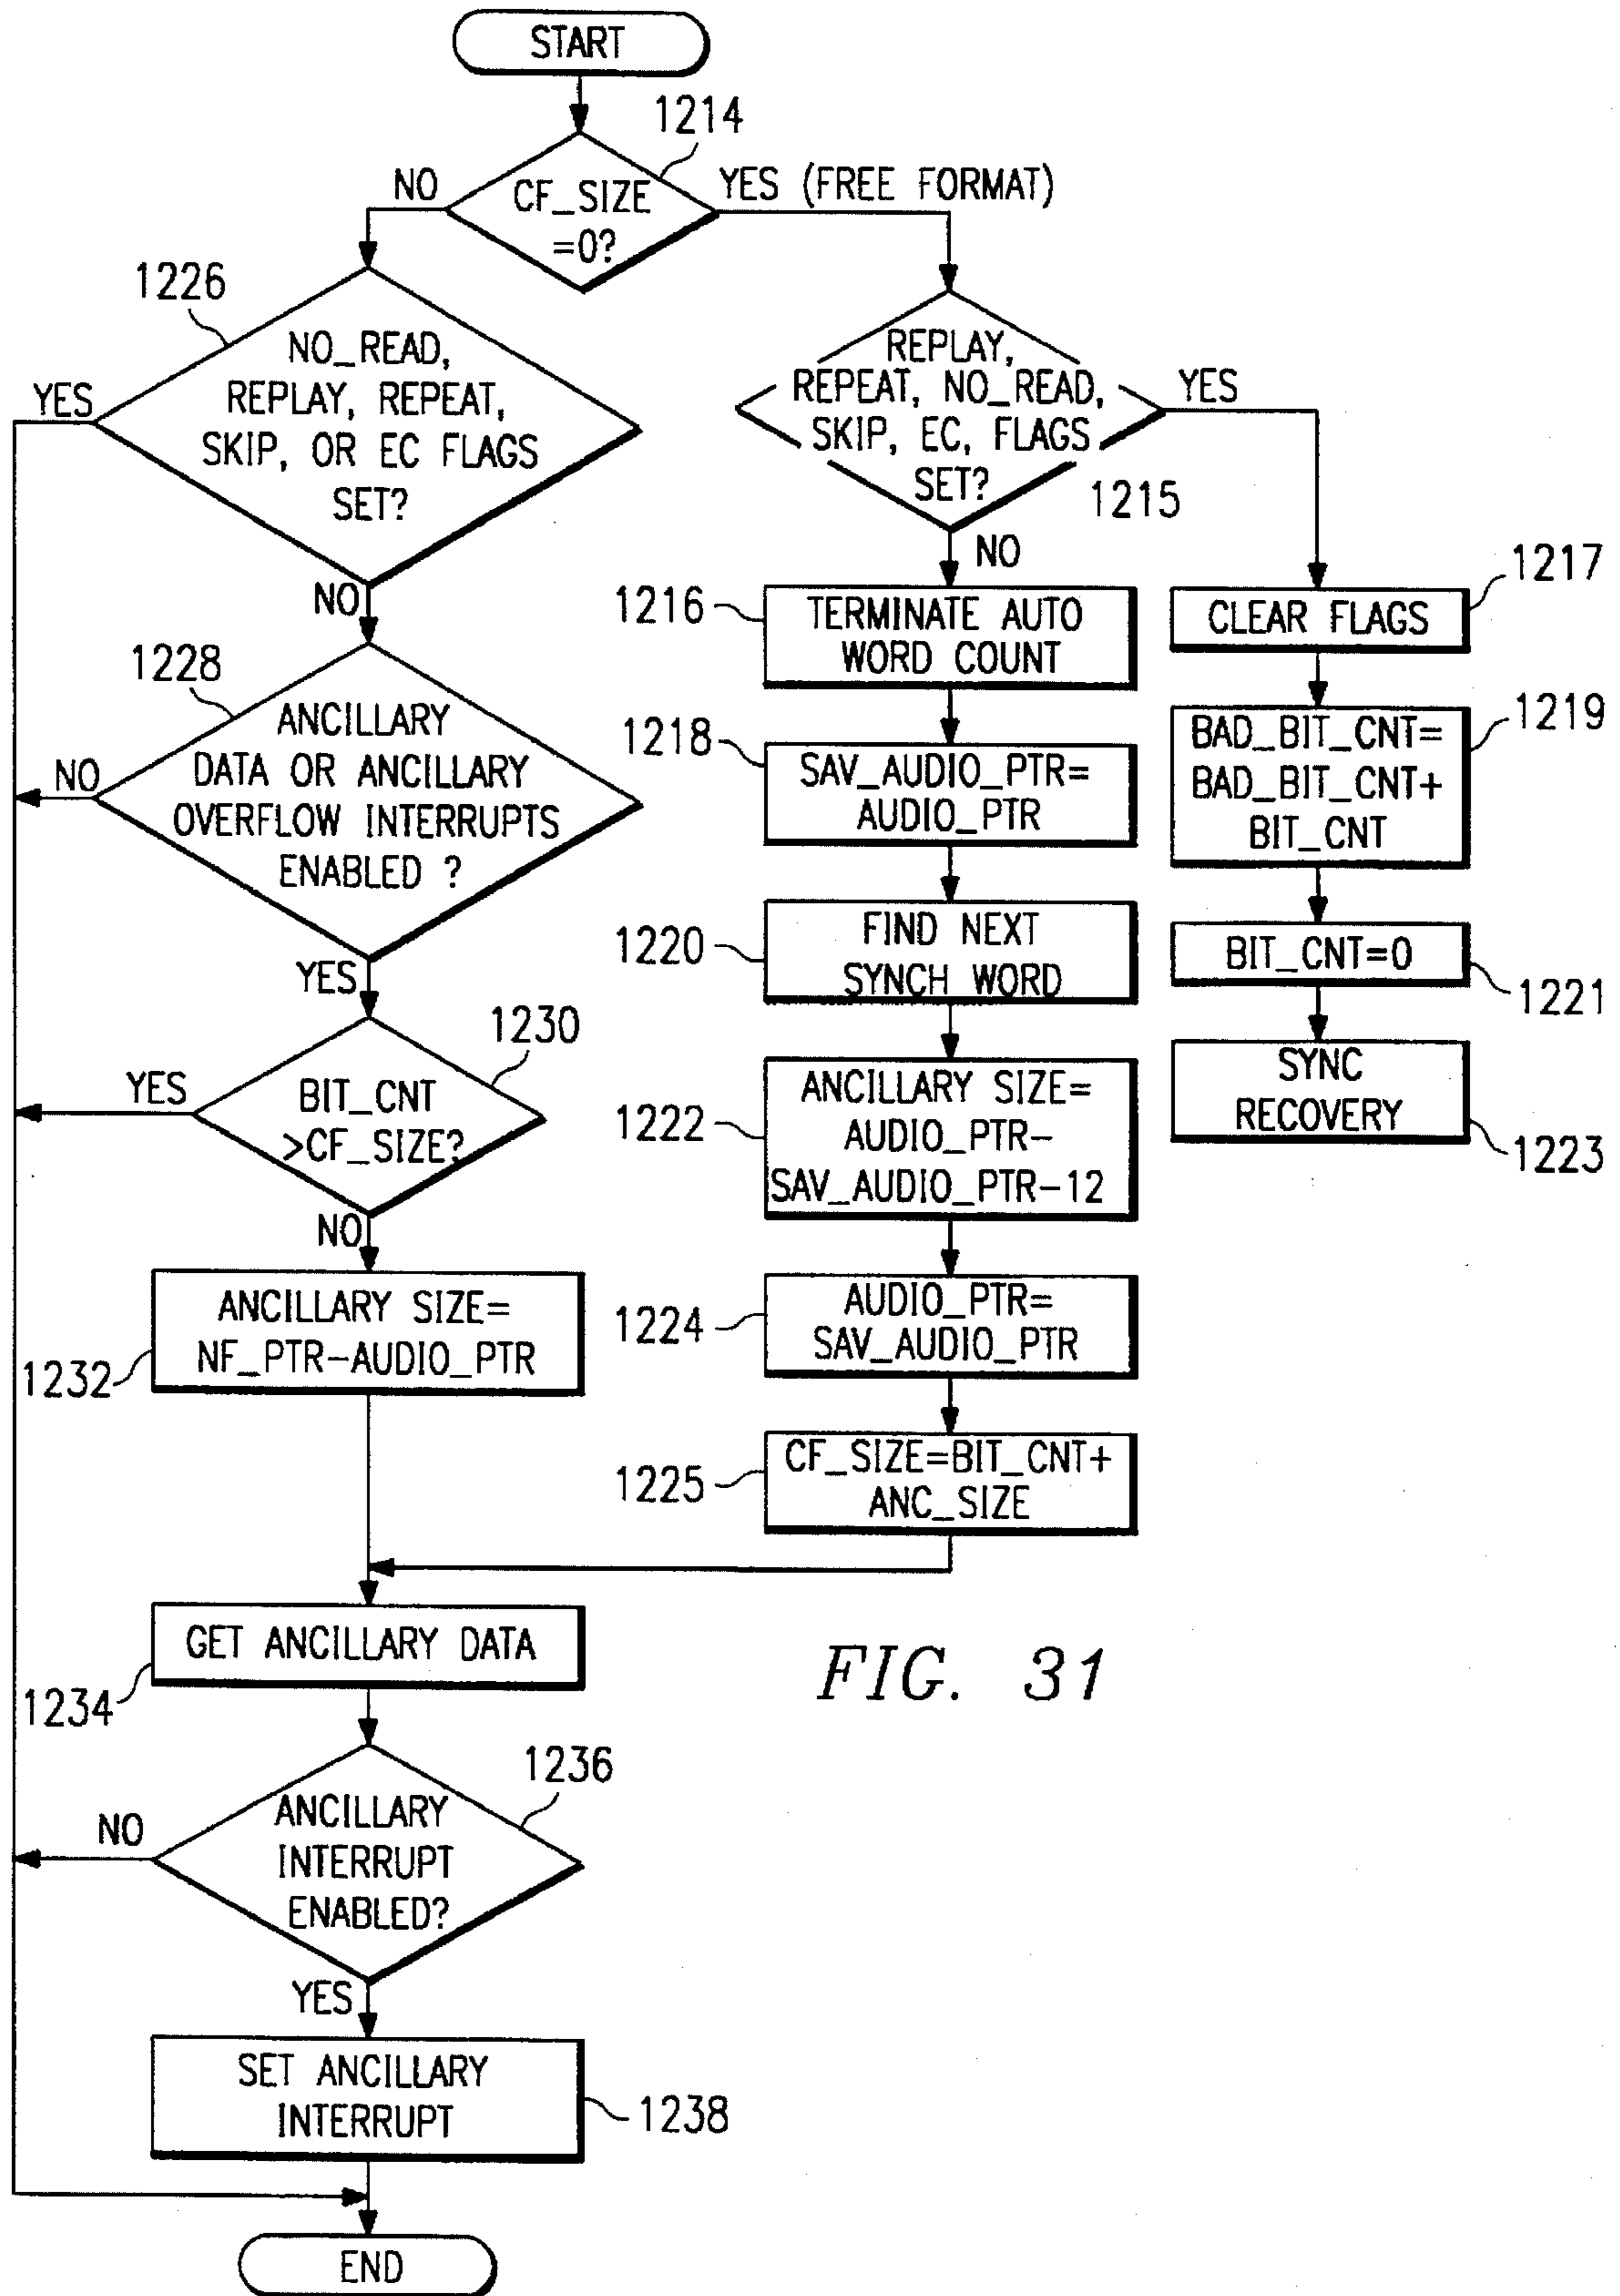 START
1214
NO
CF_SIZE
=0?
YES (FREE FORMAT)
1226
NO_READ,
REPLAY, REPEAT,
SKIP, OR EC FLAGS
SET?
YES
NO
REPLAY,
REPEAT, NO_READ,
SKIP, EC, FLAGS
SET?
1215
YES
NO
1217
CLEAR FLAGS
1216
TERMINATE AUTO
WORD COUNT
1228
ANCILLARY
DATA OR ANCILLARY
OVERFLOW INTERRUPTS
ENABLED ?
NO
YES
1218
SAV_AUDIO_PTR=
AUDIO_PTR
1219
BAD_BIT_CNT=
BAD_BIT_CNT+
BIT_CNT
1220
FIND NEXT
SYNCH WORD
BIT_CNT=0
1221
1230
BIT_CNT
>CF_SIZE?
YES
NO
1222
ANCILLARY SIZE=
AUDIO_PTR-
SAV_AUDIO_PTR-12
SYNC
RECOVERY
1223
ANCILLARY SIZE=
NF_PTR-AUDIO_PTR
1232
1224
AUDIO_PTR=
SAV_AUDIO_PTR
1225
CF_SIZE=BIT_CNT+
ANC_SIZE
GET ANCILLARY DATA
1234
FIG. 31
1236
ANCILLARY
INTERRUPT
ENABLED?
NO
YES
SET ANCILLARY
INTERRUPT
1238
END